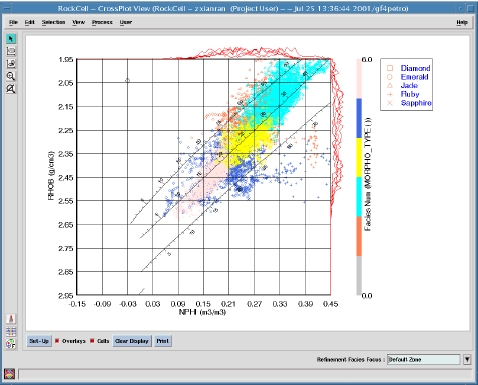 RockCell – CrossPlot View (RockCell – zxianran (Project User) – – Jul 25 13:36:44 2001/gf4petro)
File Edit Selection View Process User Help
1.95
2.05
2.15
2.25
2.35
2.45
2.55
2.65
2.75
2.85
2.95
RHOB (g/cm3)
-0.15 -0.09 -0.03 0.03 0.09 0.15 0.21 0.27 0.33 0.39 0.45
NPHI (m3/m3)
6.0
0.0
Facies Num (MORPHO_TYPE ())
Diamond
Emerald
Jade
Ruby
Sapphire
Set-Up Overlays Cells Clear Display Print
Refinement Facies Focus : Default Zone